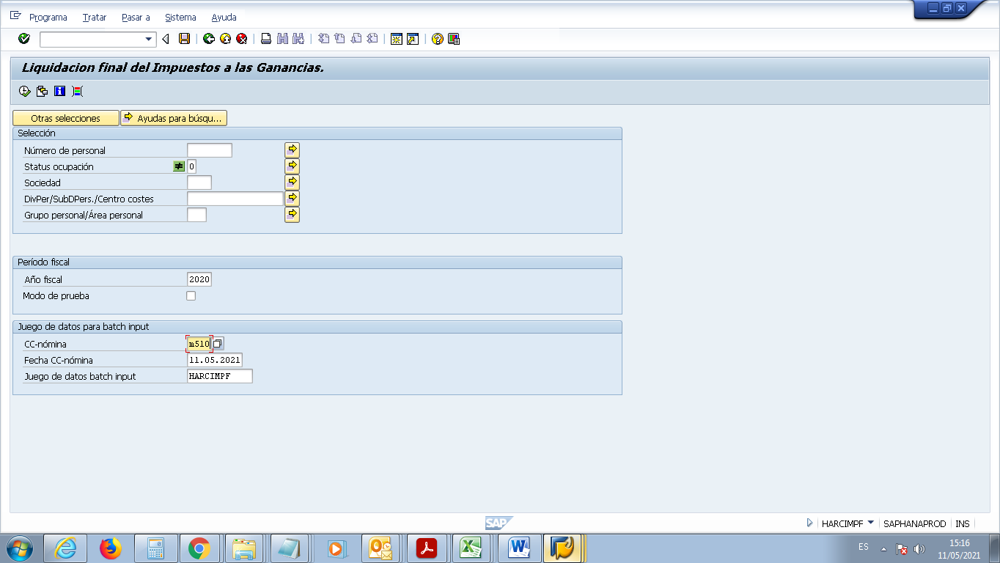 Programa Tratar Pasar a Sistema Ayuda
Liquidacion final del Impuestos a las Ganancias.
Otras selecciones Ayudas para búsqu...
Selección
Número de personal
Status ocupación ≠ 0
Sociedad
DivPer/SubDPers./Centro costes
Grupo personal/Área personal
Período fiscal
Año fiscal 2020
Modo de prueba
Juego de datos para batch input
CC-nómina m510
Fecha CC-nómina 11.05.2021
Juego de datos batch input HARCIMPF
SAP HARCIMPF SAPHANAPROD INS
ES 15:16
11/05/2021